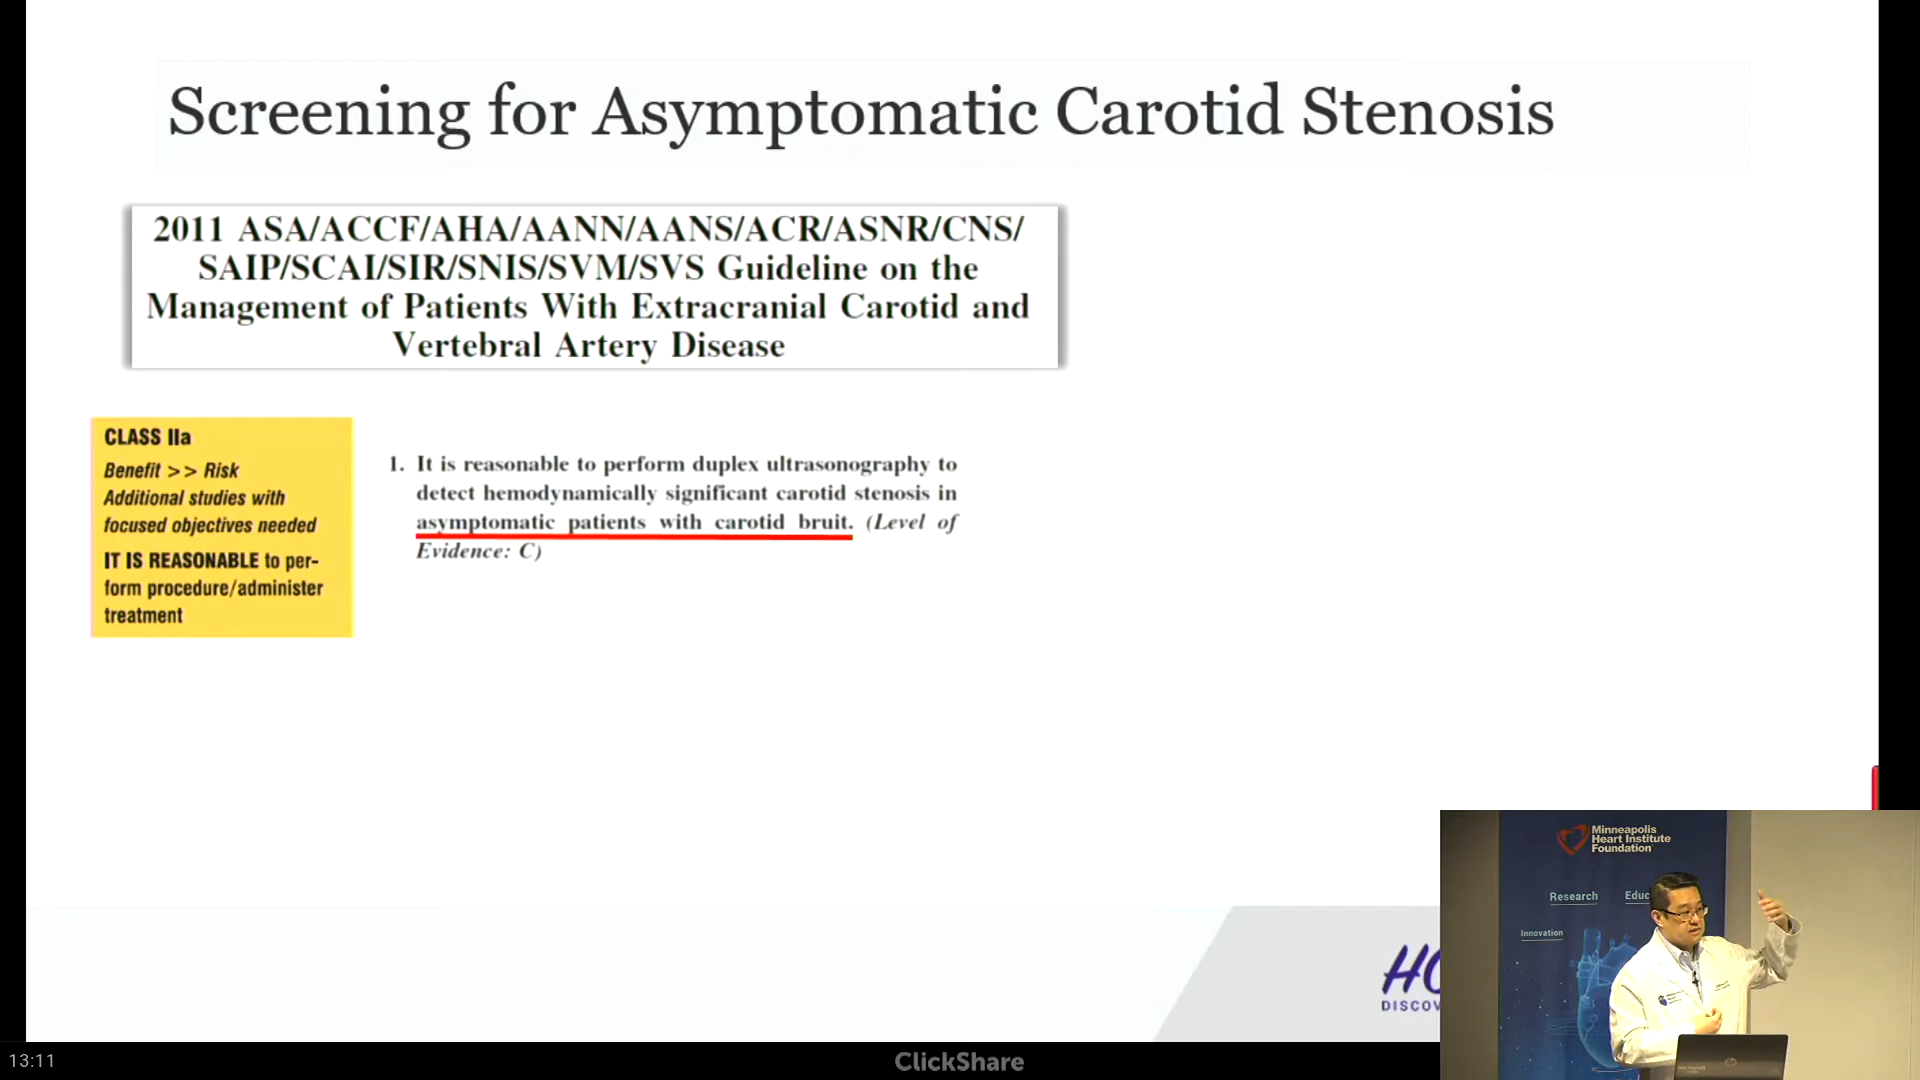 Screening for Asymptomatic Carotid Stenosis
2011 ASA/ACCF/AHA/AANN/AANS/ACR/ASNR/CNS/
SAIP/SCAI/SIR/SNIS/SVM/SVS Guideline on the
Management of Patients With Extracranial Carotid and
Vertebral Artery Disease
CLASS IIa
Benefit >> Risk
Additional studies with
focused objectives needed
IT IS REASONABLE to per-
form procedure/administer
treatment
1. It is reasonable to perform duplex ultrasonography to
detect hemodynamically significant carotid stenosis in
asymptomatic patients with carotid bruit. (Level of
Evidence: C)
Minneapolis
Heart Institute
Foundation
Research Educ
Innovation
HO
DISCOV
13:11
ClickShare